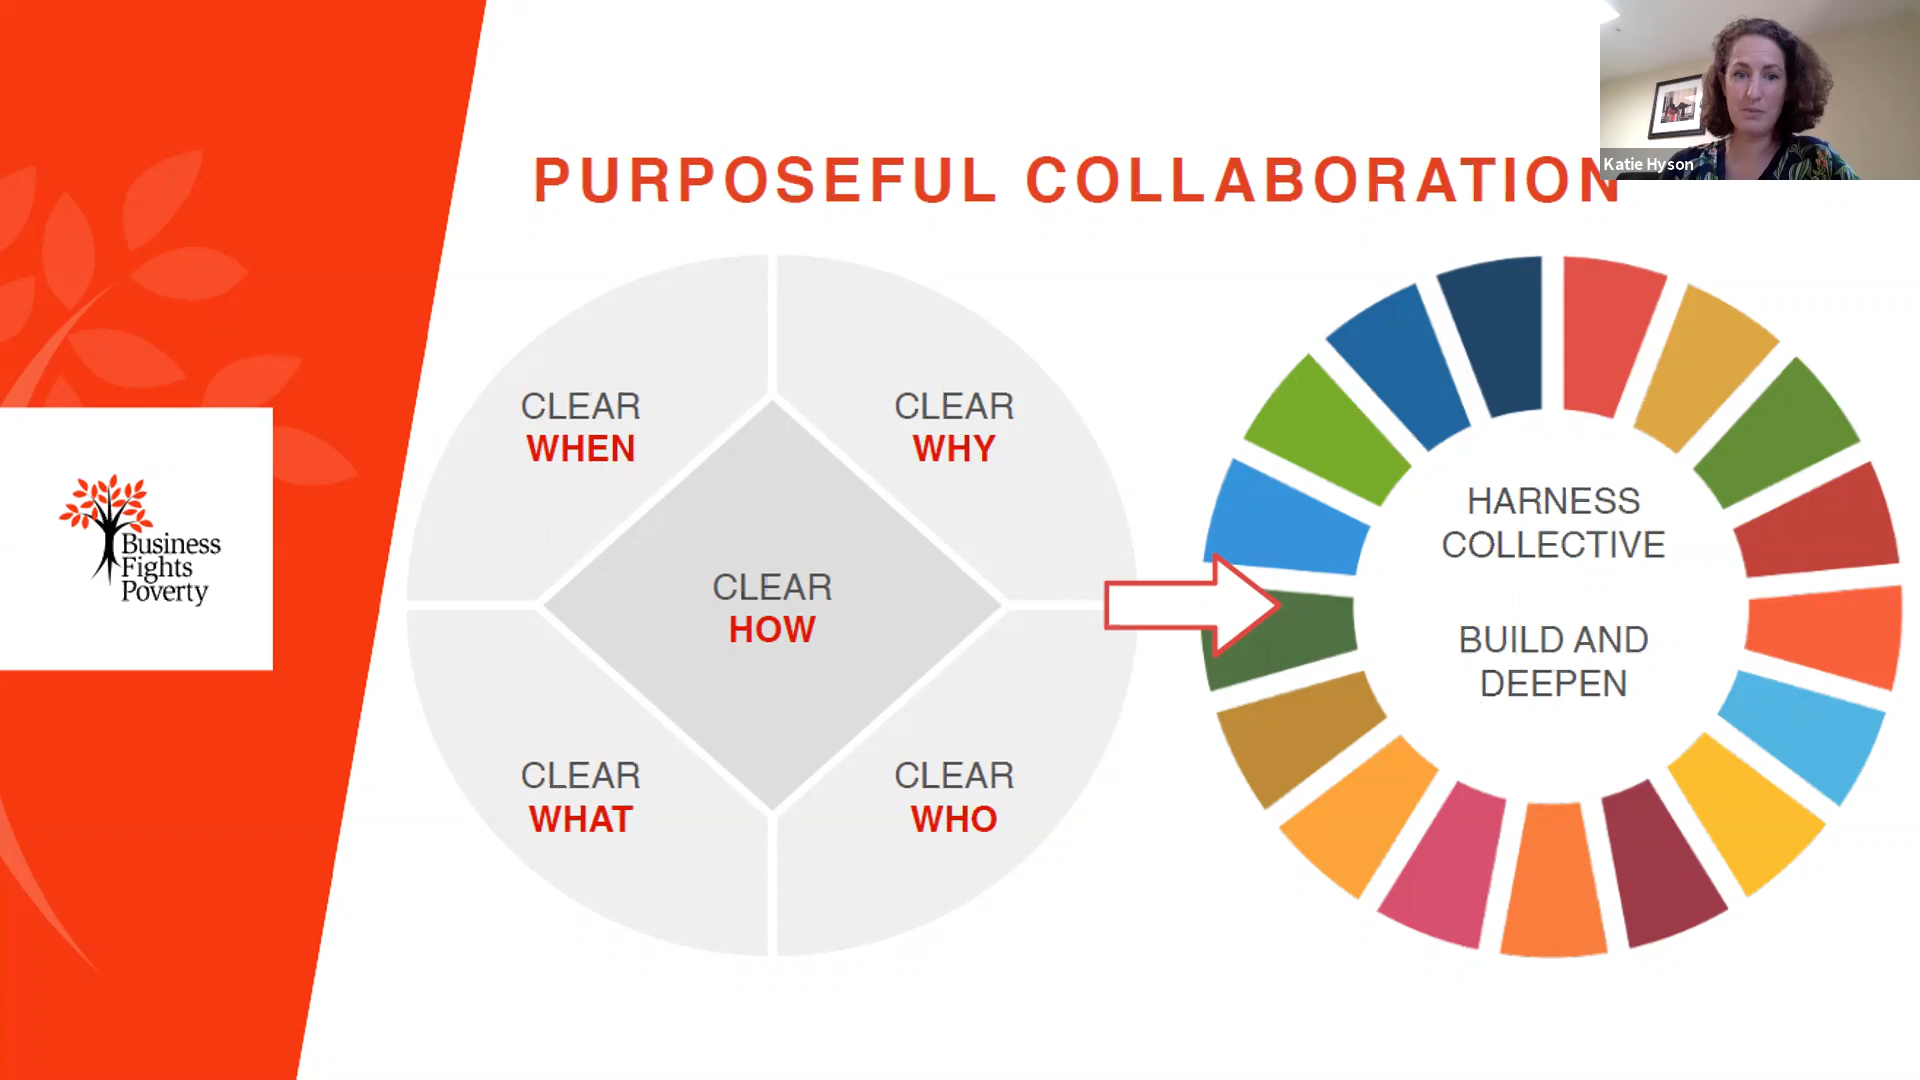 Katie Hyson
PURPOSEFUL COLLABORATION
CLEAR
WHEN
CLEAR
WHY
CLEAR
HOW
CLEAR
WHAT
CLEAR
WHO
HARNESS
COLLECTIVE
BUILD AND
DEEPEN
Business
Fights
Poverty